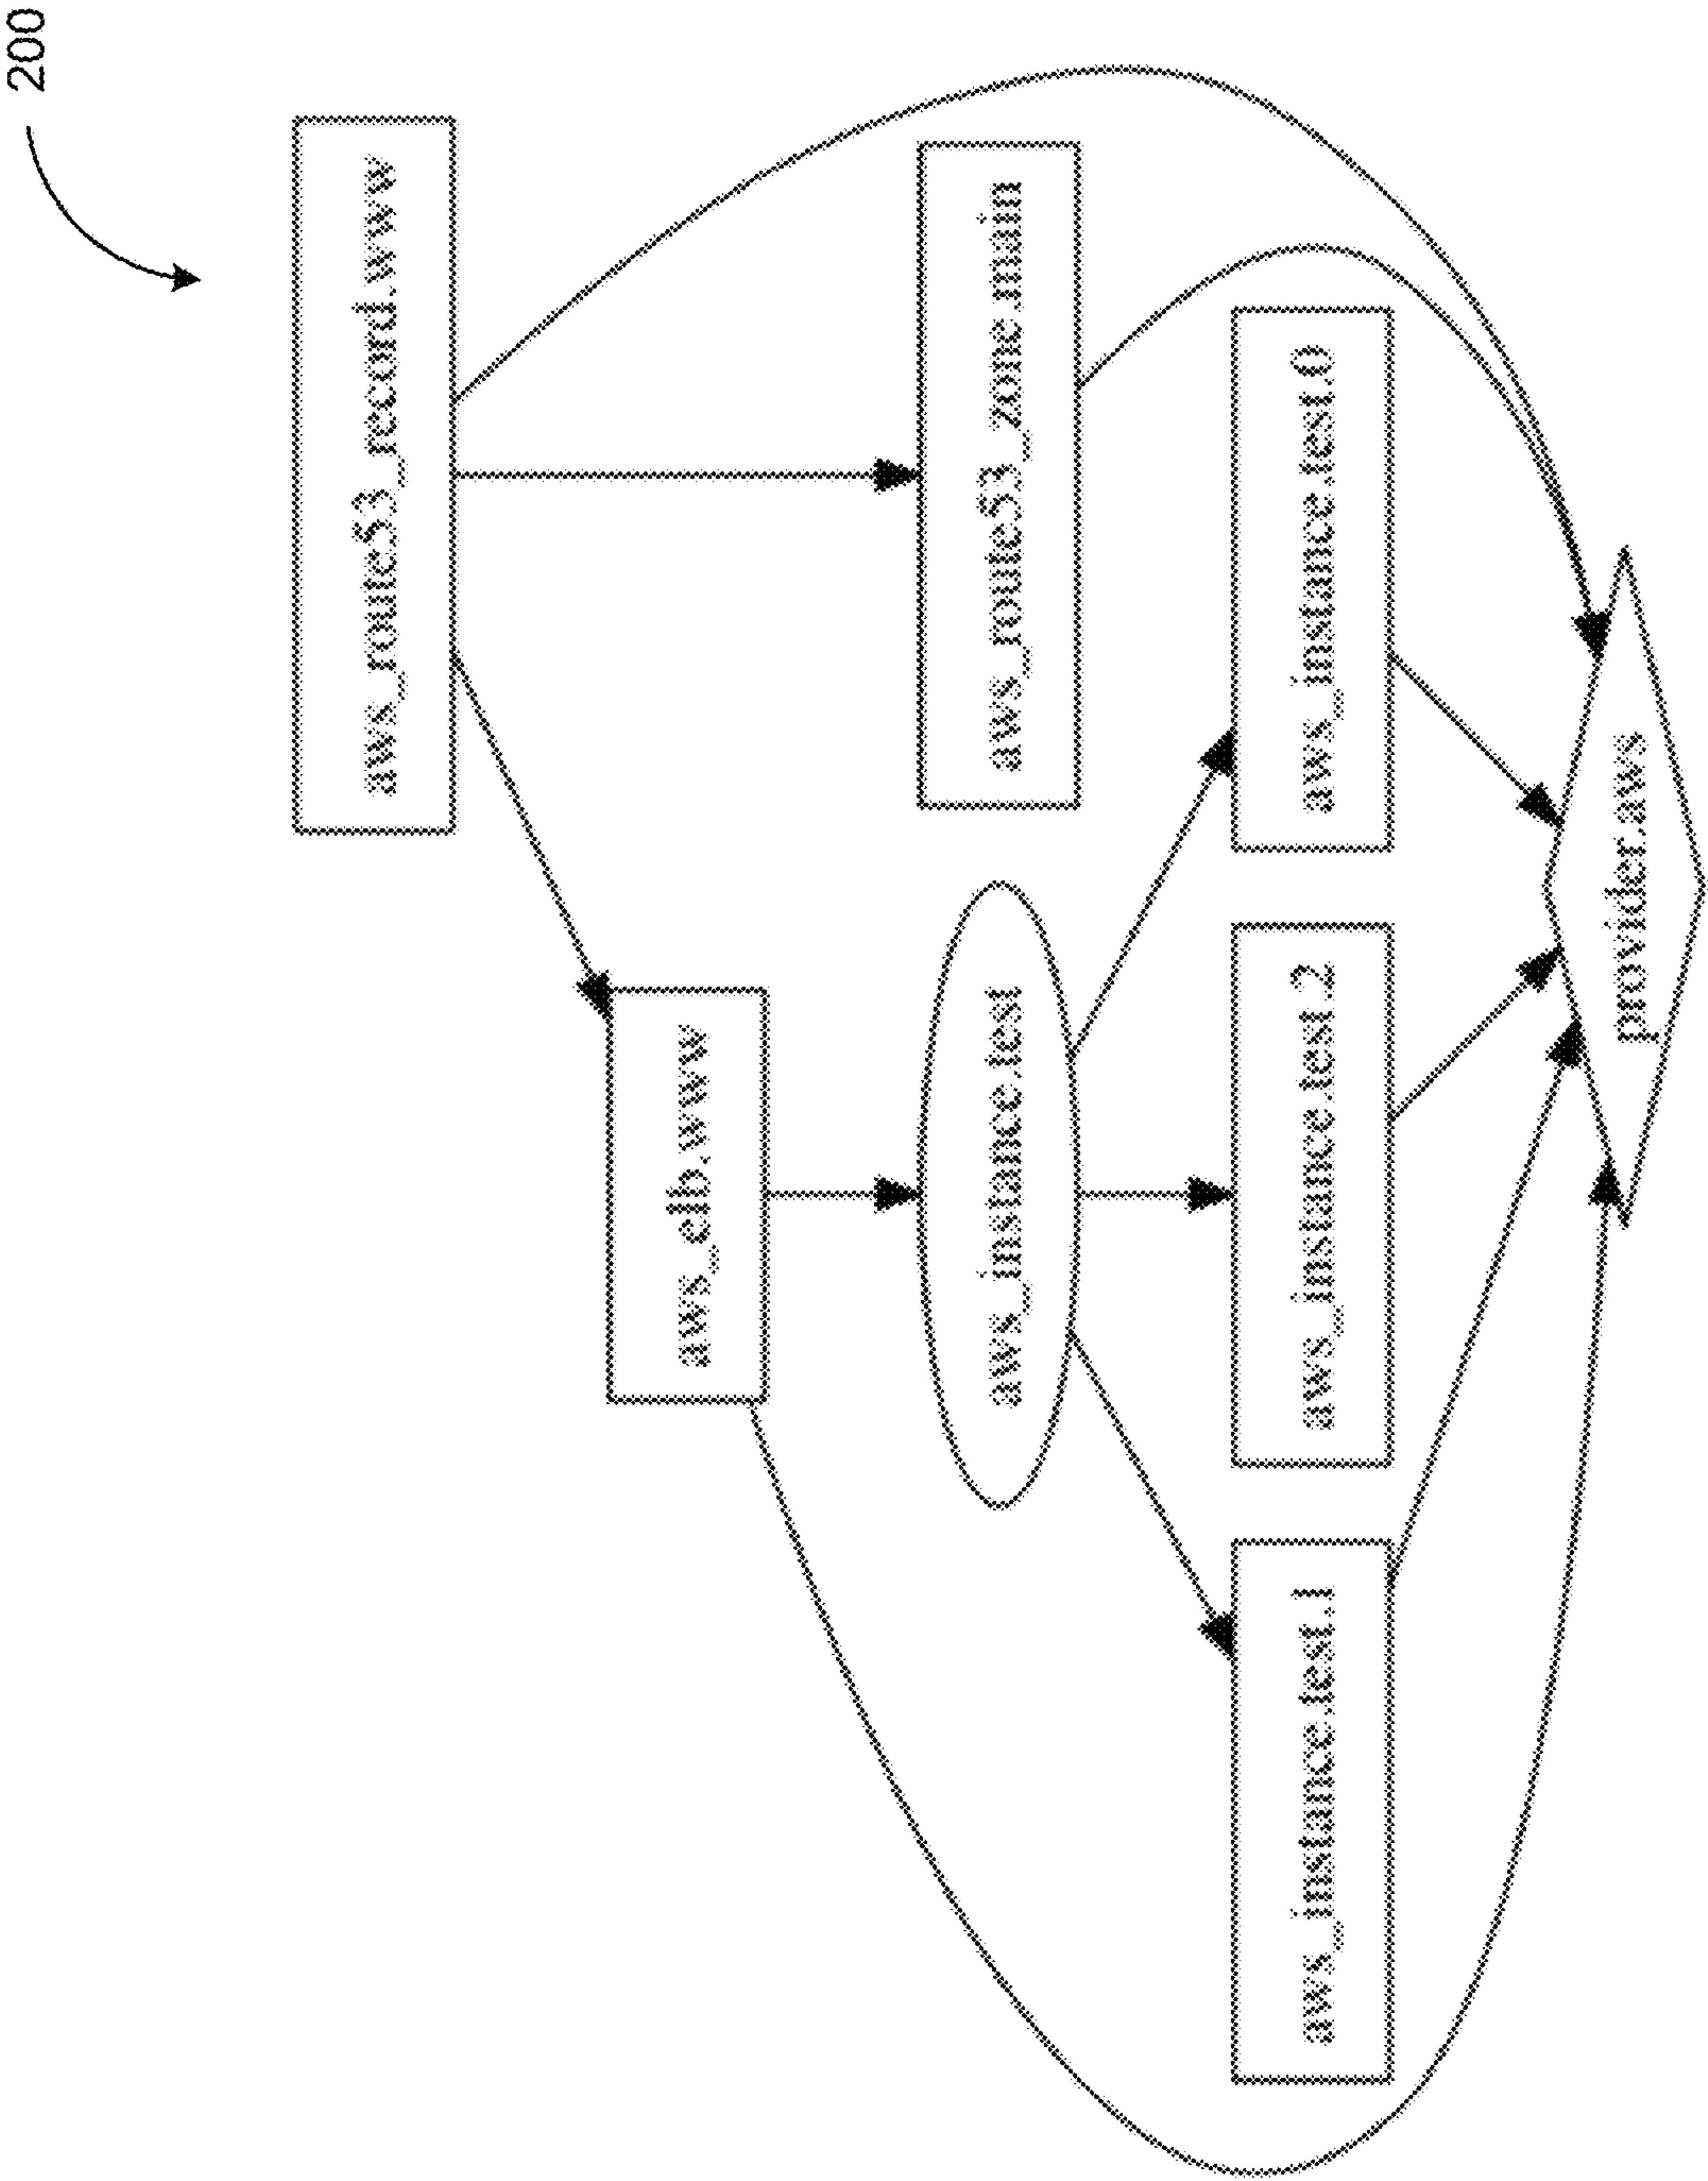 200
aws_route53_record.www
aws_elb.www
aws_instance.test
aws_route53_zone.main
aws_instance.test.1
aws_instance.test.2
aws_instance.test.0
provider.aws